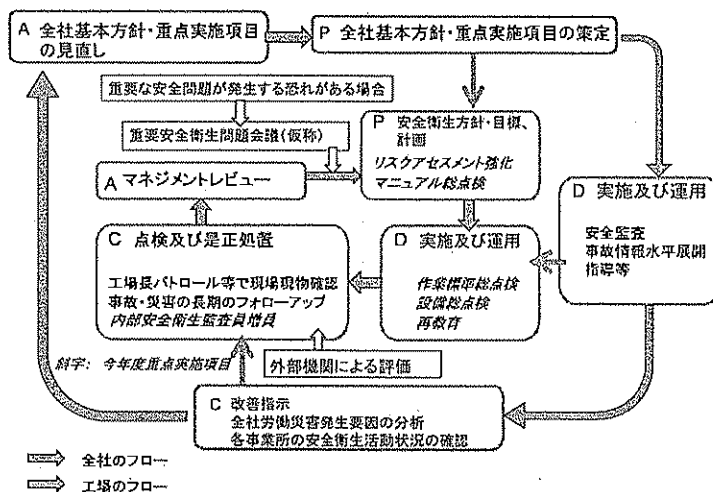 A 全社基本方針・重点実施項目
の見直し
P 全社基本方針・重点実施項目の策定
重要な安全問題が発生する恐れがある場合
重要安全衛生問題会議(仮称)
P 安全衛生方針・目標、
計画
リスクアセスメント強化
マニュアル総点検
A マネジメントレビュー
D 実施及び運用
安全監査
事故情報水平展開
指導等
C 点検及び是正処置
工場長パトロール等で現場現物確認
事故・災害の長期のフォローアップ
内部安全衛生監査員増員
D 実施及び運用
作業標準総点検
設備総点検
再教育
斜字: 今年度重点実施項目
外部機関による評価
C 改善指示
全社労働災害発生要因の分析
各事業所の安全衛生活動状況の確認
全社のフロー
工場のフロー